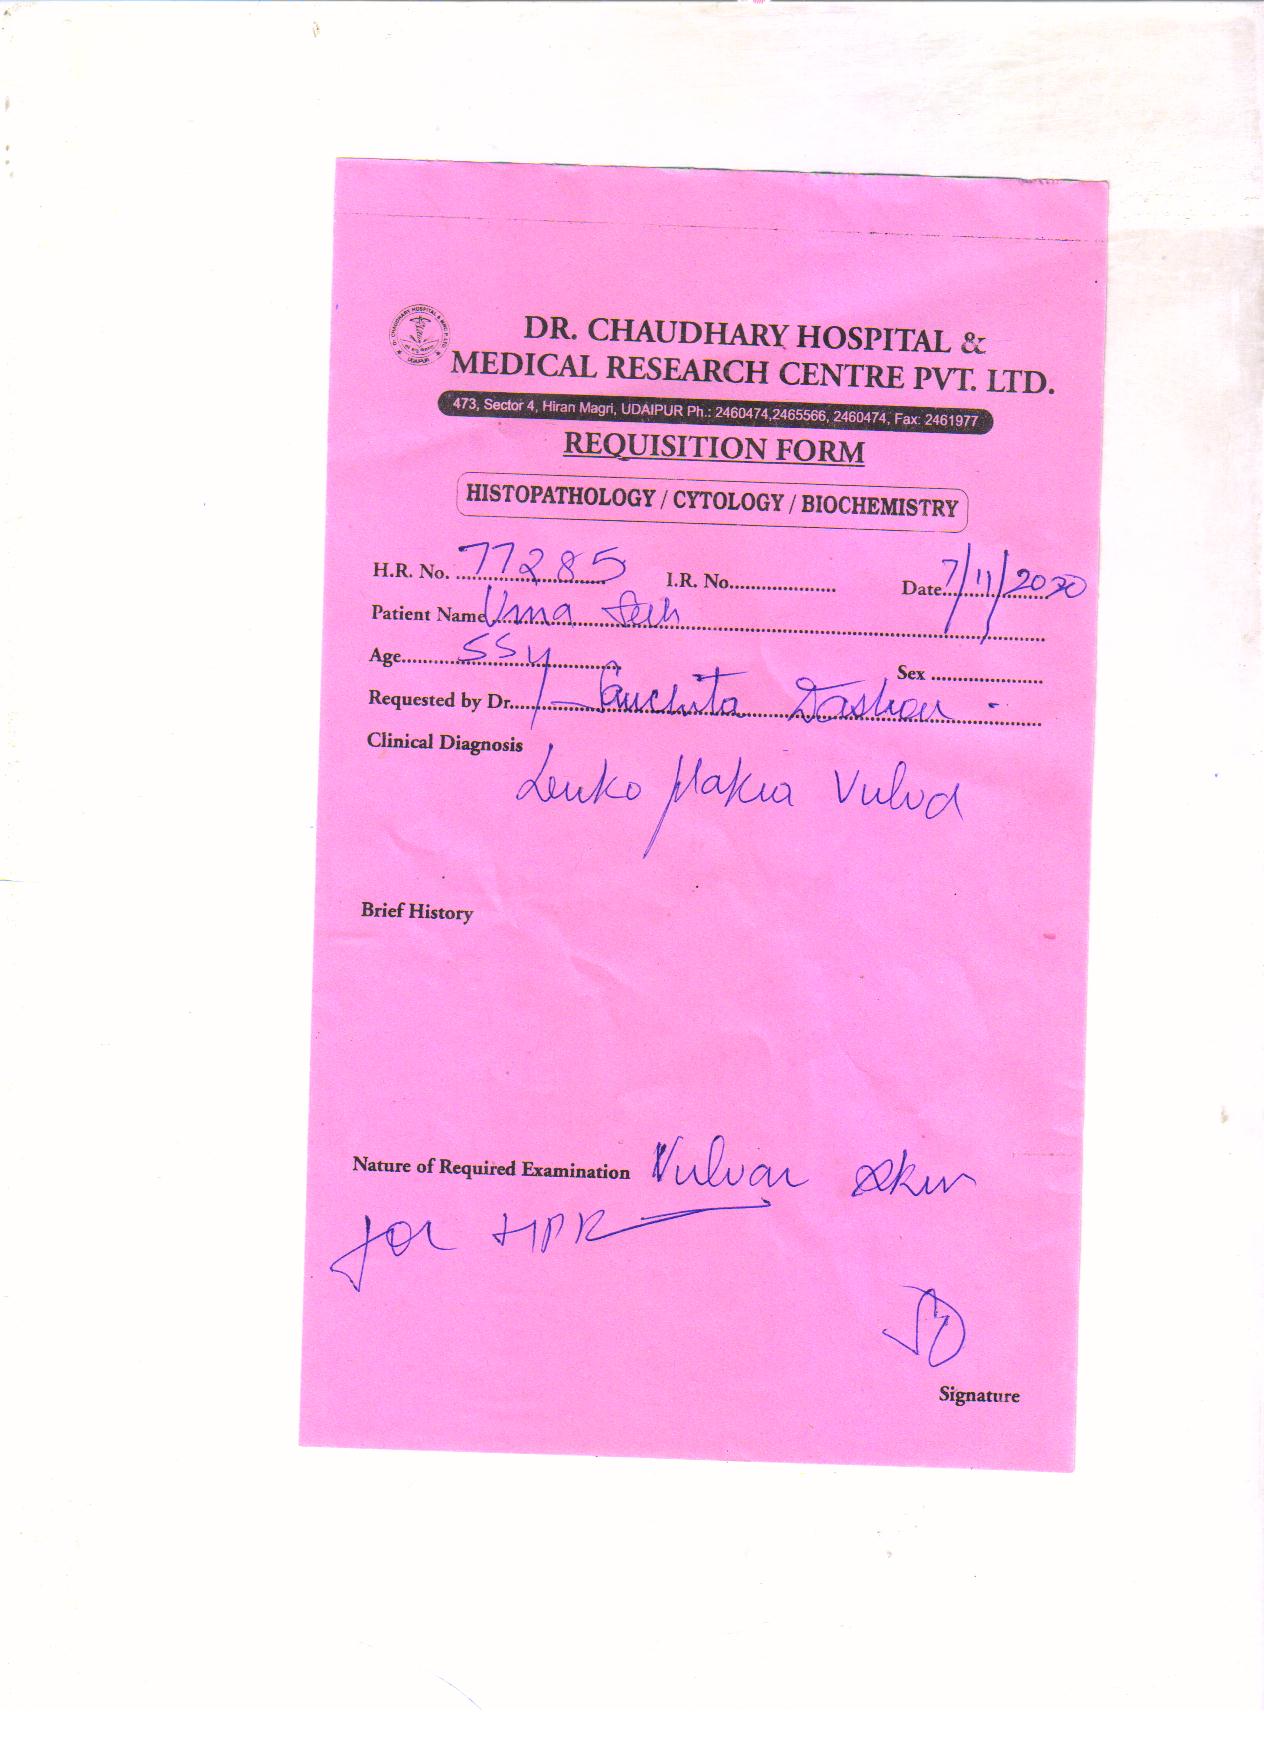 DR. CHAUDHARY HOSPITAL &
MEDICAL RESEARCH CENTRE PVT. LTD.
473, Sector 4, Hiran Magri, UDAIPUR Ph.: 2460474,2465566, 2460474, Fax: 2461977
REQUISITION FORM
HISTOPATHOLOGY / CYTOLOGY / BIOCHEMISTRY
H.R. No. 77285 I.R. No. Date 7/11/2020
Patient Name Uma
Age 55y Sex
Requested by Dr. Sanchita Dashora
Clinical Diagnosis
Leuko plakia Vulva
Brief History
Nature of Required Examination Vulvar skin
for HPR
Signature